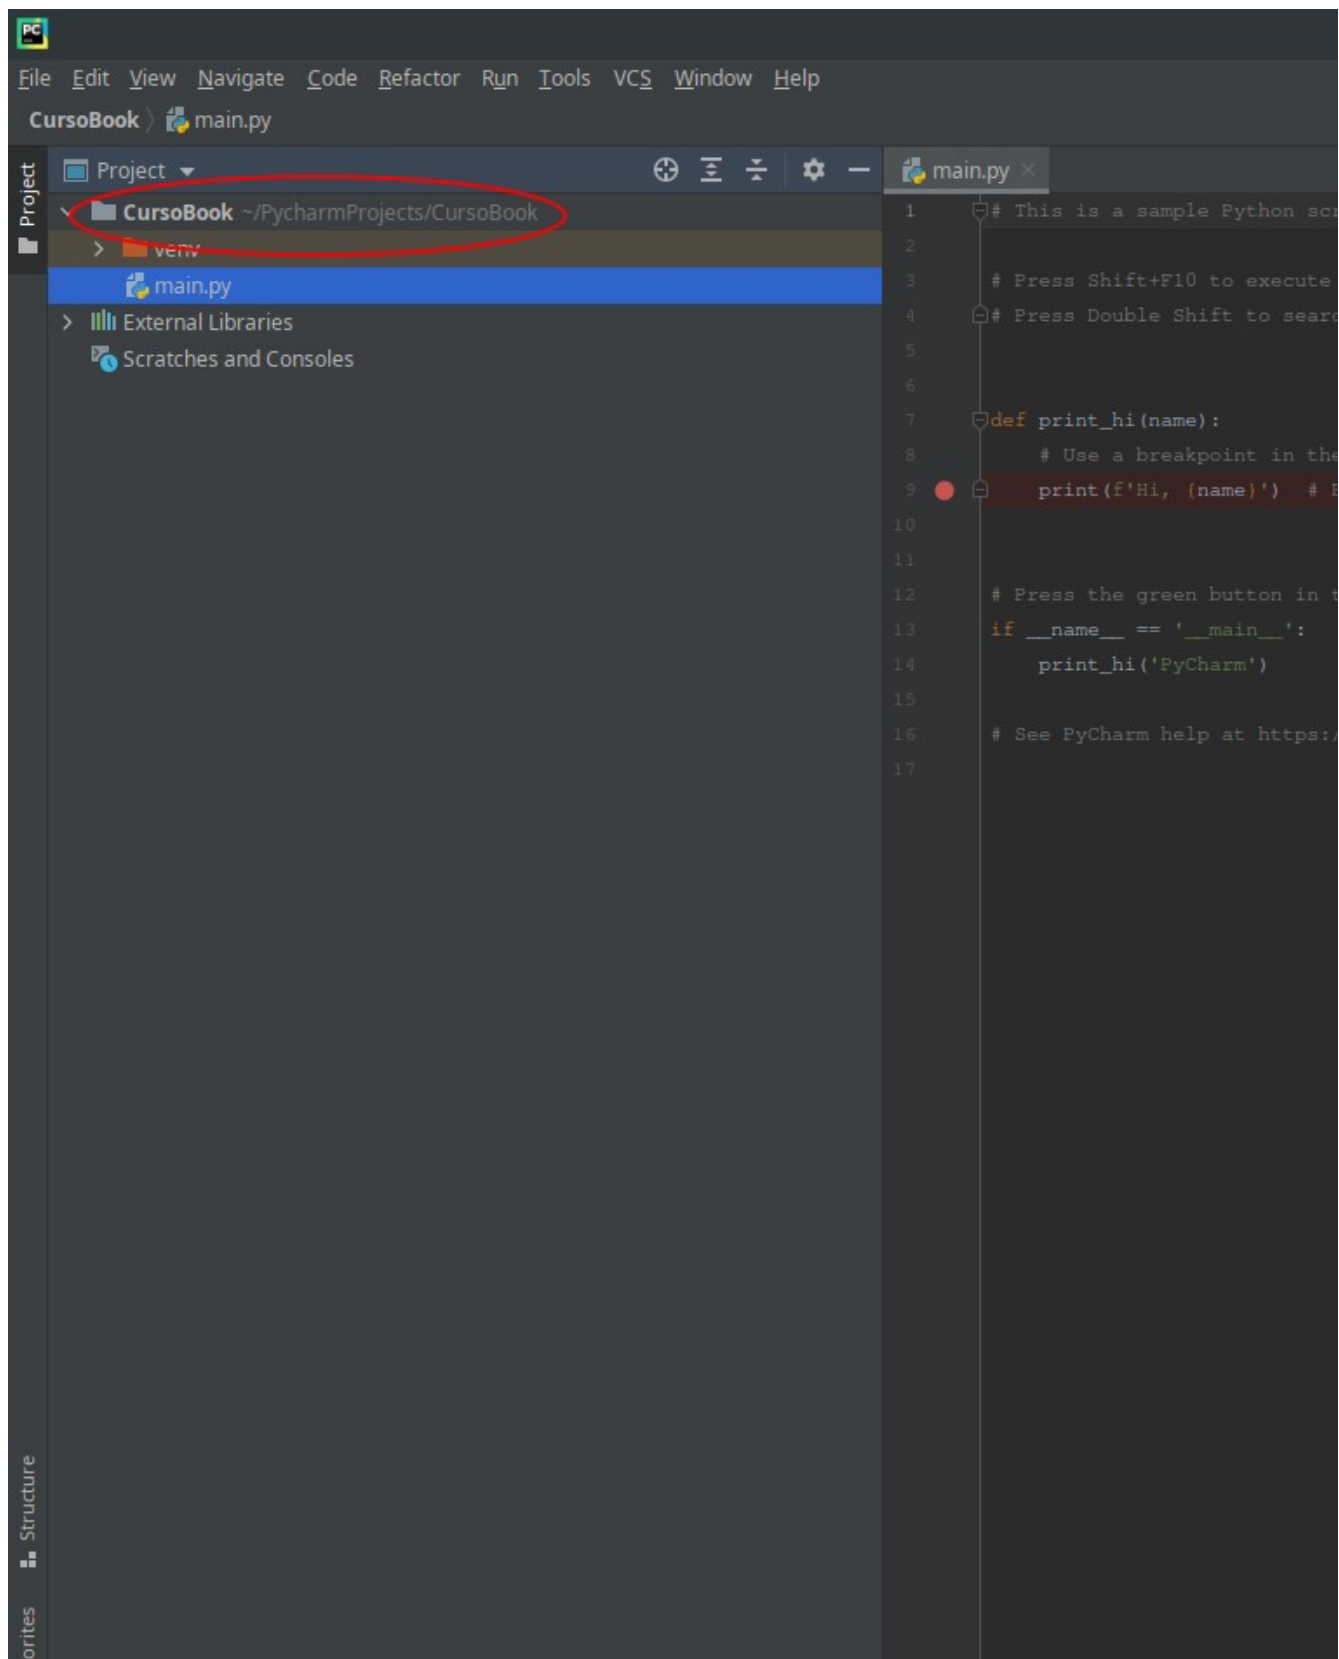 PC
File Edit View Navigate Code Refactor Run Tools VCS Window Help
CursoBook main.py
Project
Project
CursoBook ~/PycharmProjects/CursoBook
venv
main.py
External Libraries
Scratches and Consoles
Structure
main.py
1 # This is a sample Python
2
3 # Press Shift+F10 to execute
4 # Press Double Shift to
5
6
7 def print_hi(name):
8 # Use a breakpoint in the
9 print(f'Hi, {name}') #
10
11
12 # Press the green button in
13 if __name__ == '__main__':
14 print_hi('PyCharm')
15
16 # See PyCharm help at https:/
17